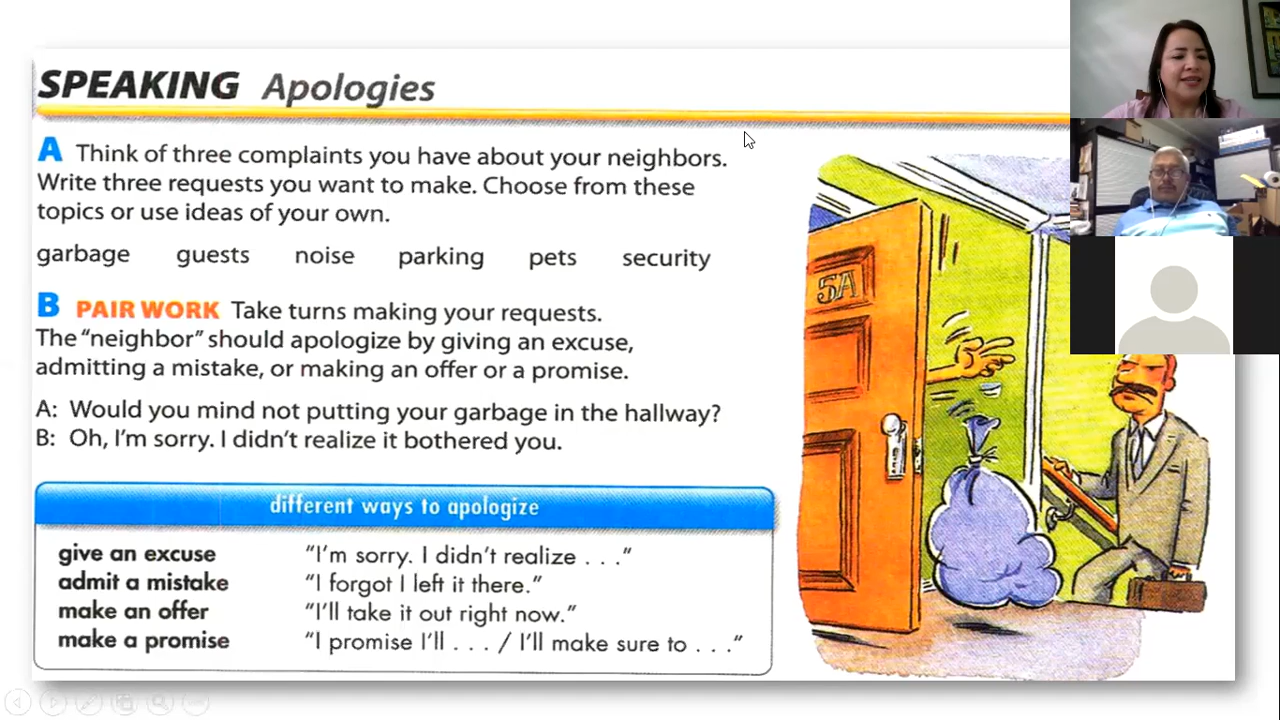 SPEAKING Apologies
A Think of three complaints you have about your neighbors.
Write three requests you want to make. Choose from these
topics or use ideas of your own.
garbage guests noise parking pets security
B PAIR WORK Take turns making your requests.
The “neighbor” should apologize by giving an excuse,
admitting a mistake, or making an offer or a promise.
A: Would you mind not putting your garbage in the hallway?
B: Oh, I’m sorry. I didn’t realize it bothered you.
different ways to apologize
give an excuse “I’m sorry. I didn’t realize . . .”
admit a mistake “I forgot I left it there.”
make an offer “I’ll take it out right now.”
make a promise “I promise I’ll . . . / I’ll make sure to . . .”
5A